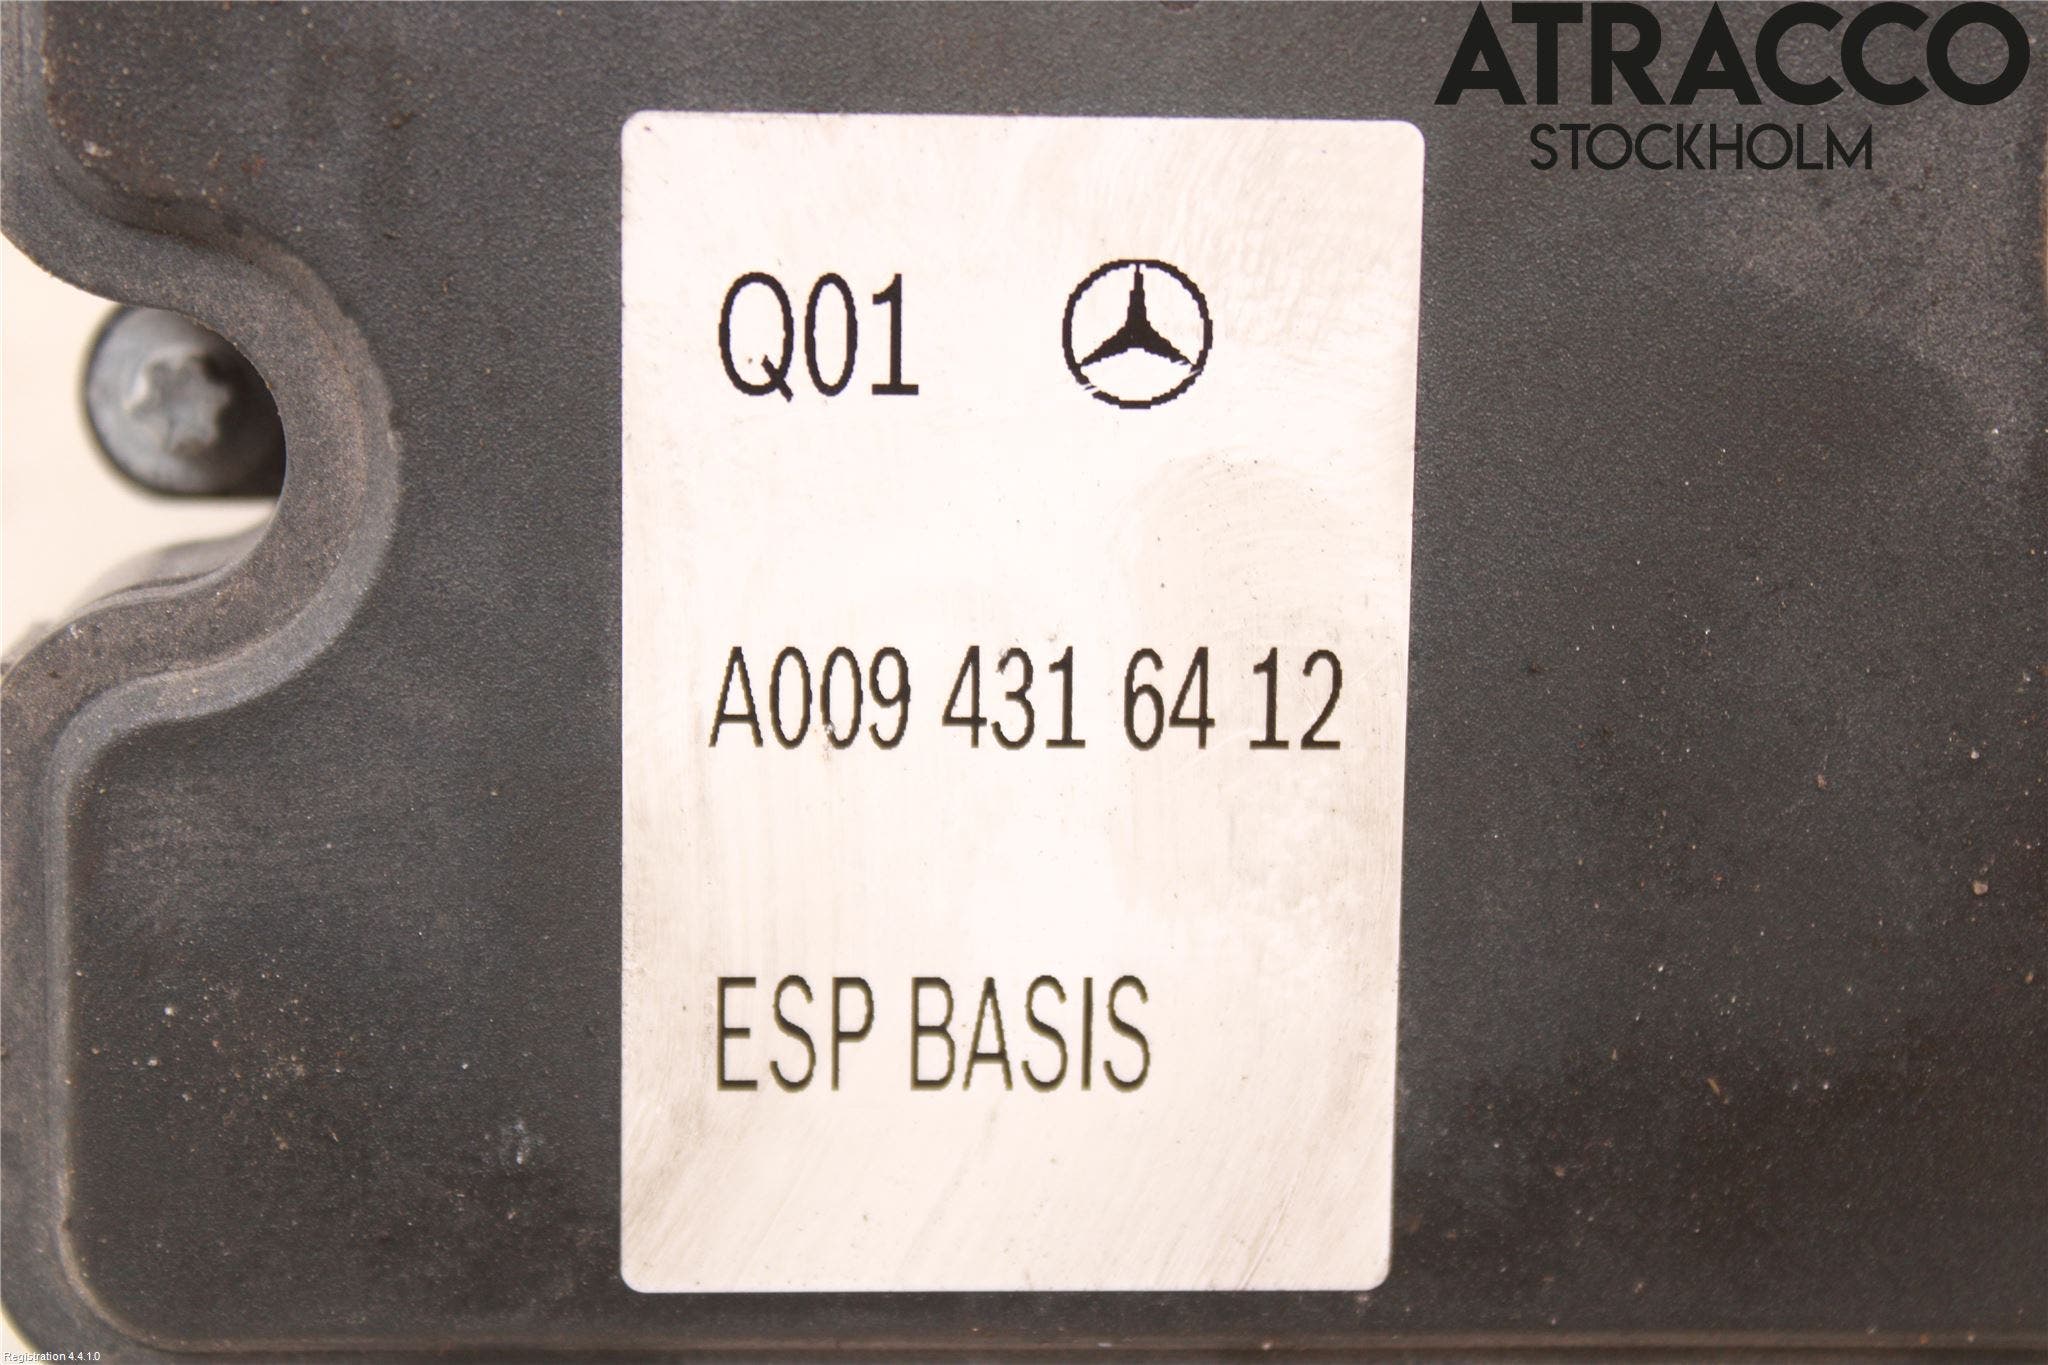 ATRACCO
STOCKHOLM
Q01
A009 431 64 12
ESP BASIS
Registration 4.4.1.0